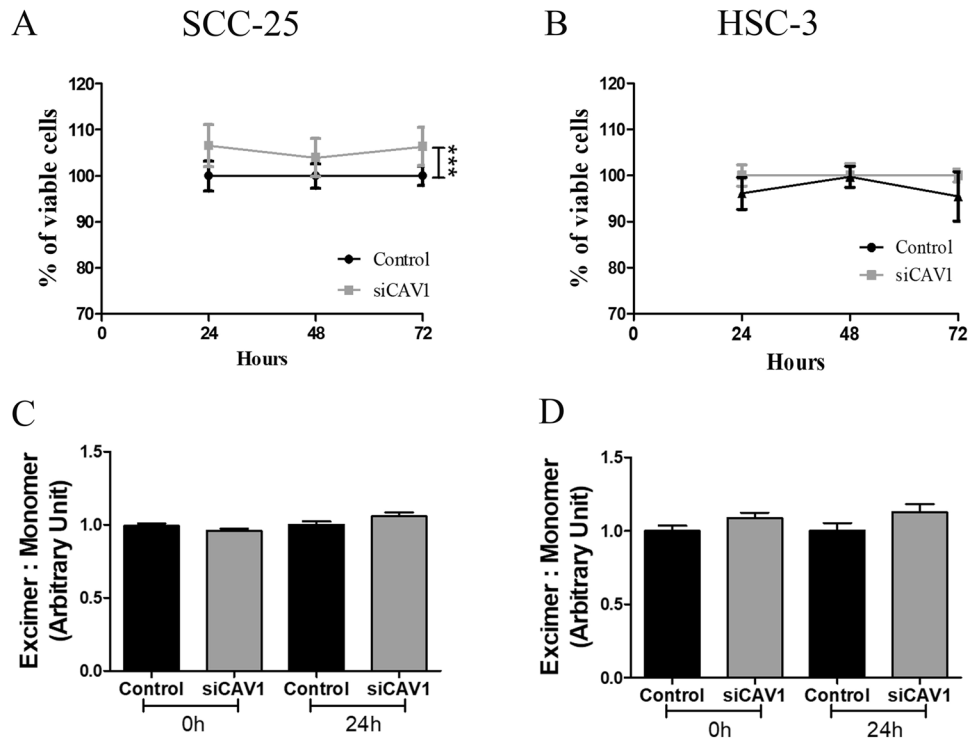 A SCC-25
120
110
100
90
80
70
% of viable cells
***
Control
siCAV1
0 24 48 72
Hours
B HSC-3
120
110
100
90
80
70
% of viable cells
Control
siCAV1
0 24 48 72
Hours
C
1.5
1.0
0.5
0.0
Excimer : Monomer
(Arbitrary Unit)
Control siCAV1 Control siCAV1
0h 24h
D
1.5
1.0
0.5
0.0
Excimer : Monomer
(Arbitrary Unit)
Control siCAV1 Control siCAV1
0h 24h